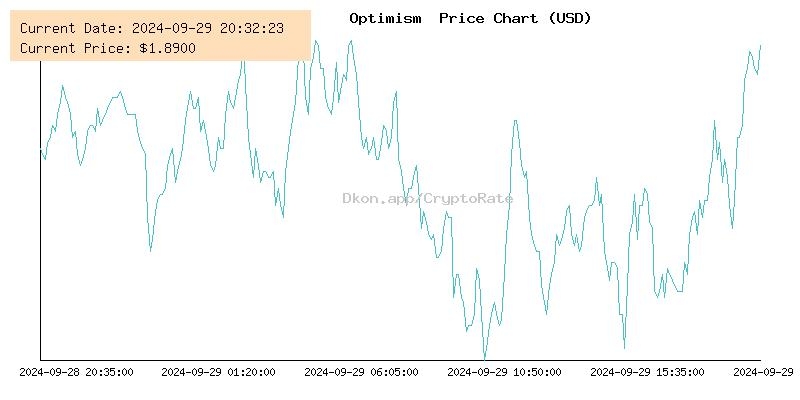 Optimism  Price Chart (USD)
Current Date: 2024-09-29 20:32:23
Current Price: $1.8900
Dkon.app/CryptoRate
2024-09-28 20:35:00 2024-09-29 01:20:00 2024-09-29 06:05:00 2024-09-29 10:50:00 2024-09-29 15:35:00 2024-09-29